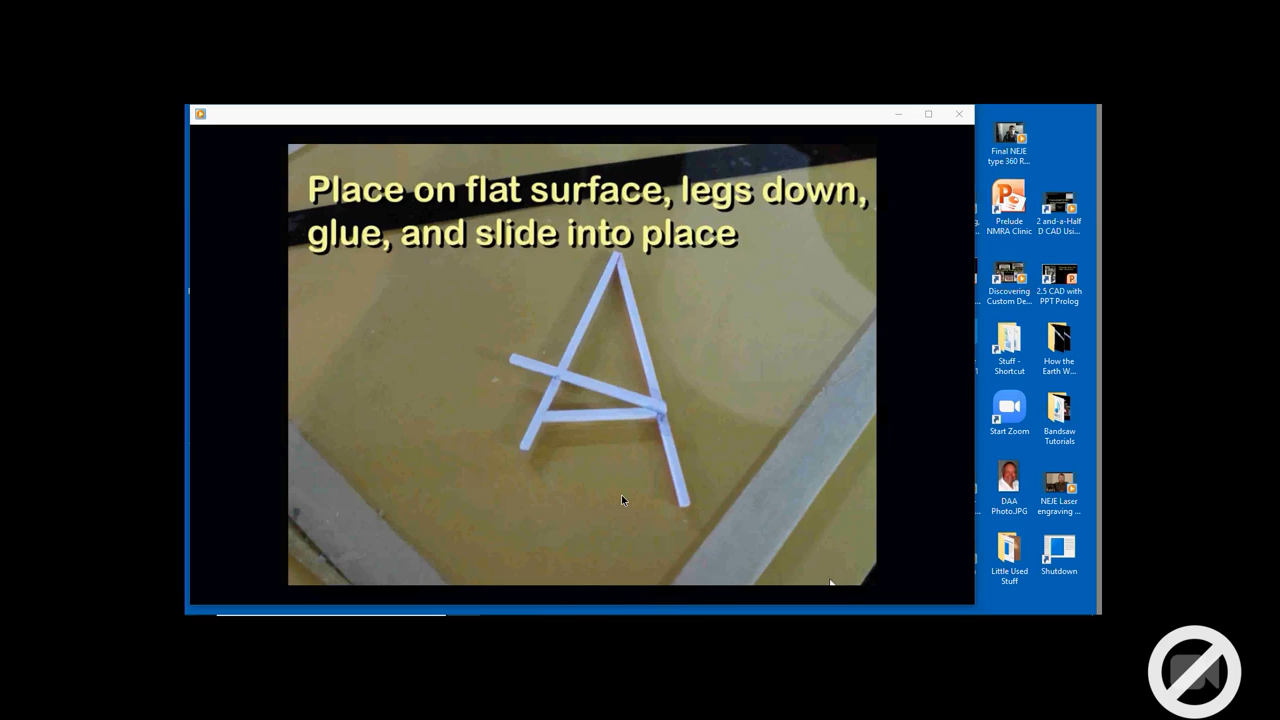 Place on flat surface, legs down,
glue, and slide into place
Final NEJE
type 360 R...
Prelude
NMRA Clinic
2 and-a-Half
D CAD Usi...
Discovering
Custom De...
2.5 CAD with
PPT Prolog
Stuff -
Shortcut
How the
Earth W...
Start Zoom
Bandsaw
Tutorials
DAA
Photo.JPG
NEJE Laser
engraving ...
Little Used
Stuff
Shutdown